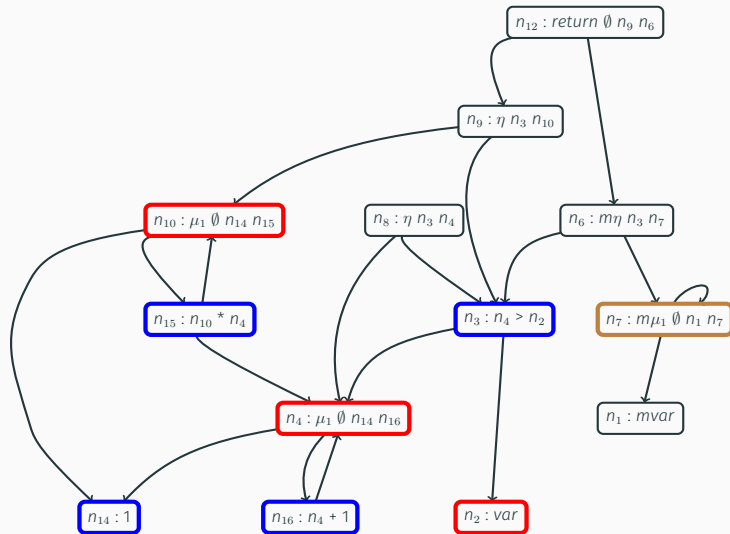 n₁₂ : return ∅ n₉ n₆
n₉ : η n₃ n₁₀
n₁₀ : μ₁ ∅ n₁₄ n₁₅
n₈ : η n₃ n₄
n₆ : mη n₃ n₇
n₁₅ : n₁₀ * n₄
n₃ : n₄ > n₂
n₇ : mμ₁ ∅ n₁ n₇
n₄ : μ₁ ∅ n₁₄ n₁₆
n₁ : mvar
n₁₄ : 1
n₁₆ : n₄ + 1
n₂ : var